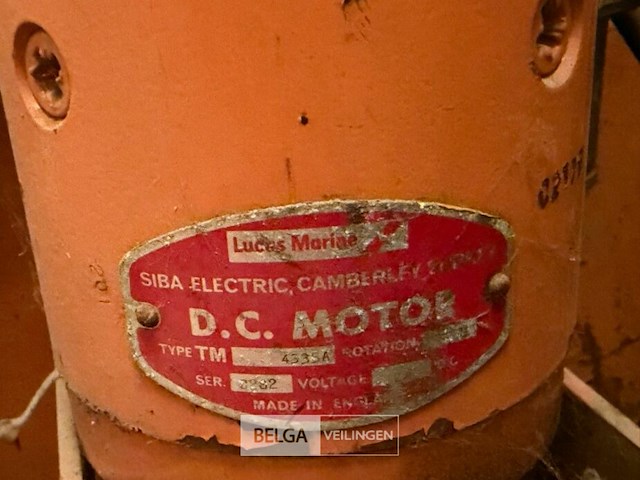 Lucas Marine
SIBA ELECTRIC, CAMBERLEY,
D.C. MOTOR
TYPE TM 4535A ROTATION
SER. VOLTAGE D.C.
MADE IN ENGLAND
BELGA VEILINGEN